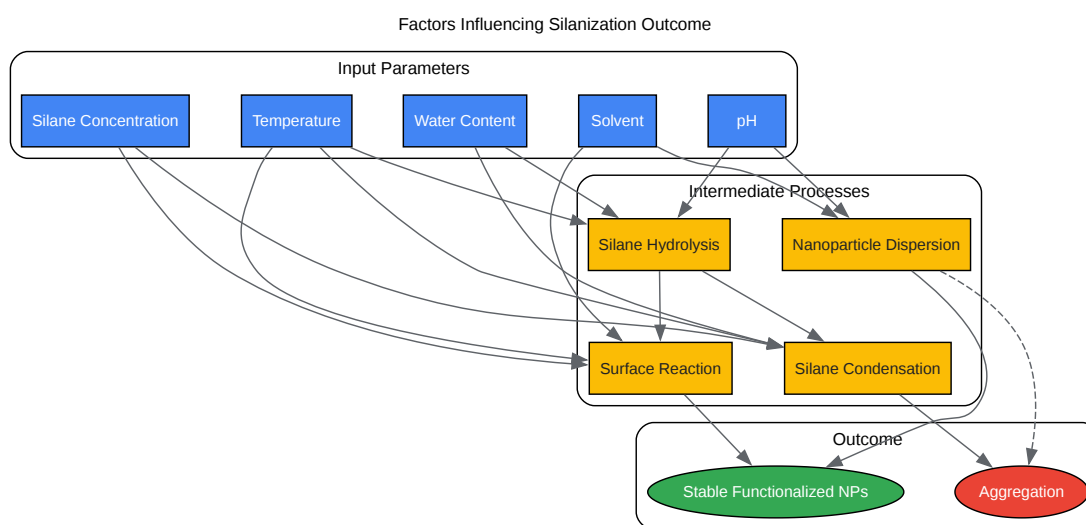 Factors Influencing Silanization Outcome
Input Parameters
Silane Concentration
Temperature
Water Content
Solvent
pH
Intermediate Processes
Silane Hydrolysis
Nanoparticle Dispersion
Surface Reaction
Silane Condensation
Outcome
Stable Functionalized NPs
Aggregation